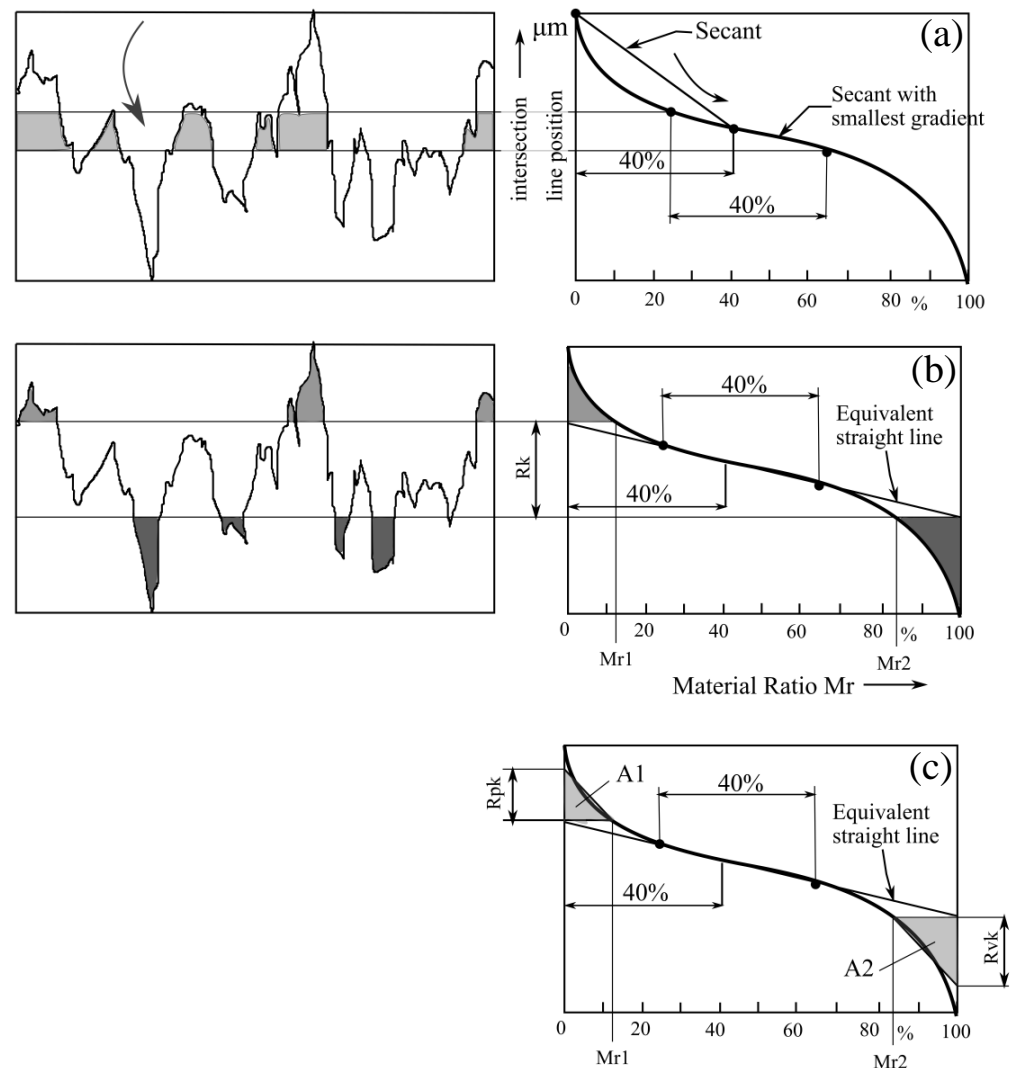 μm
(a)
Secant
intersection
line position
Secant with
smallest gradient
40%
40%
0 20 40 60 80 % 100
(b)
40%
Equivalent
straight line
Rk
40%
0 20 40 60 80 % 100
Mr1 Mr2
Material Ratio Mr
(c)
Rpk
A1
40%
Equivalent
straight line
40%
A2
Rvk
0 20 40 60 80 % 100
Mr1 Mr2